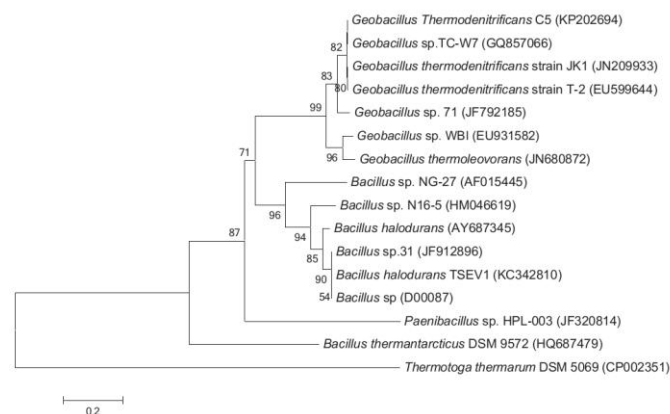 Geobacillus Thermodenitrificans C5 (KP202694)
82
Geobacillus sp.TC-W7 (GQ857066)
Geobacillus thermodenitrificans strain JK1 (JN209933)
83
80
Geobacillus thermodenitrificans strain T-2 (EU599644)
99
Geobacillus sp. 71 (JF792185)
Geobacillus sp. WBI (EU931582)
71
96
Geobacillus thermoleovorans (JN680872)
Bacillus sp. NG-27 (AF015445)
Bacillus sp. N16-5 (HM046619)
96
Bacillus halodurans (AY687345)
87
94
Bacillus sp.31 (JF912896)
85
Bacillus halodurans TSEV1 (KC342810)
90
54
Bacillus sp (D00087)
Paenibacillus sp. HPL-003 (JF320814)
Bacillus thermantarcticus DSM 9572 (HQ687479)
Thermotoga thermarum DSM 5069 (CP002351)
0.2